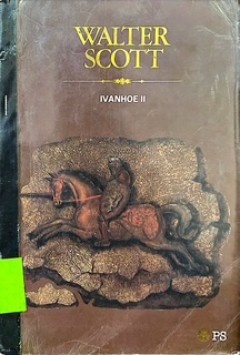 WALTER
SCOTT
IVANHOE II
PS